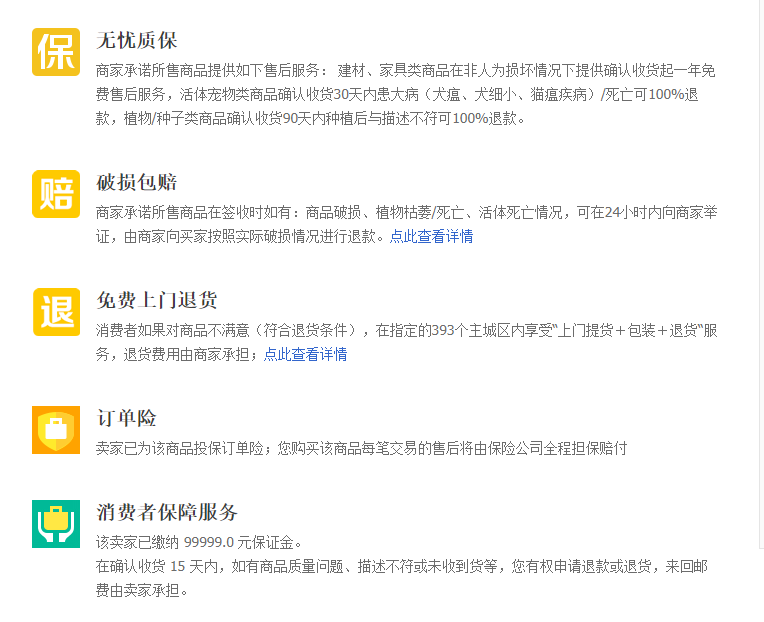 保
无忧质保
商家承诺所售商品提供如下售后服务： 建材、家具类商品在非人为损坏情况下提供确认收货起一年免
费售后服务，活体宠物类商品确认收货30天内患大病（犬瘟、犬细小、猫瘟疾病）/死亡可100%退
款，植物/种子类商品确认收货90天内种植后与描述不符可100%退款。
赔
破损包赔
商家承诺所售商品在签收时如有：商品破损、植物枯萎/死亡、活体死亡情况，可在24小时内向商家举
证，由商家向买家按照实际破损情况进行退款。点此查看详情
退
免费上门退货
消费者如果对商品不满意（符合退货条件），在指定的393个主城区内享受“上门提货＋包装＋退货“服
务，退货费用由商家承担；点此查看详情
订单险
卖家已为该商品投保订单险；您购买该商品每笔交易的售后将由保险公司全程担保赔付
消费者保障服务
该卖家已缴纳 99999.0 元保证金。
在确认收货 15 天内，如有商品质量问题、描述不符或未收到货等，您有权申请退款或退货，来回邮
费由卖家承担。